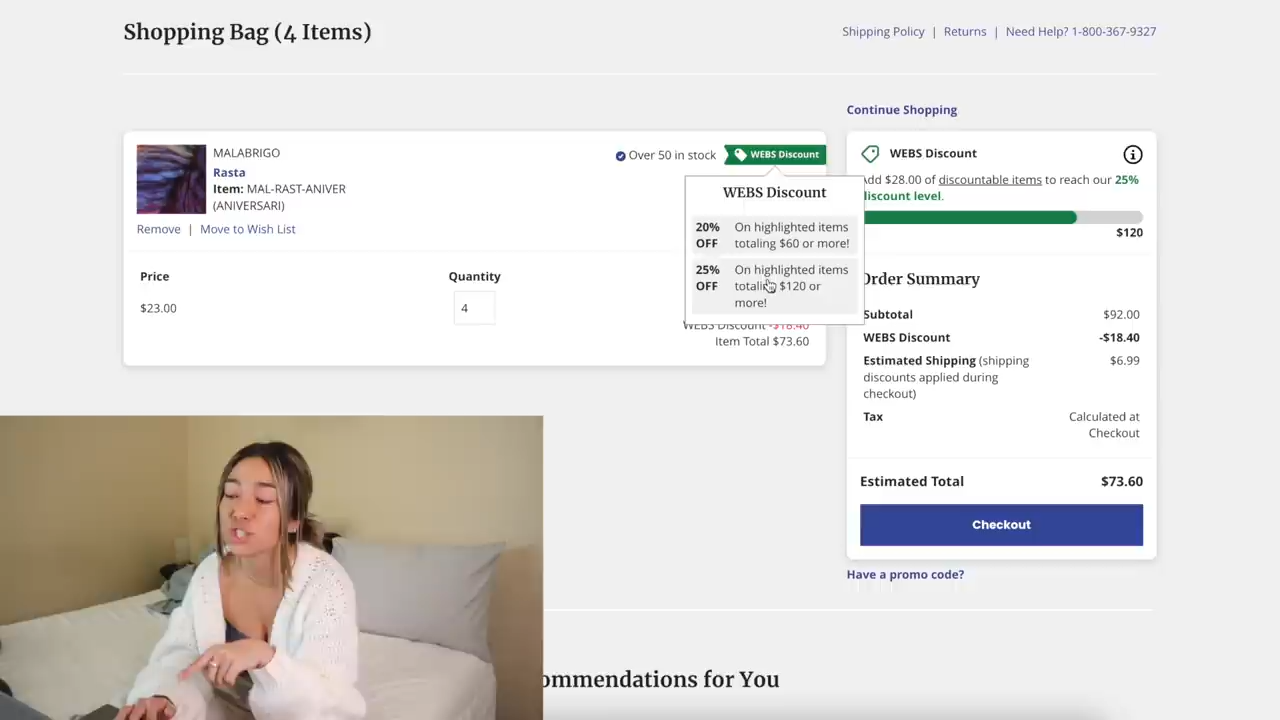 Shopping Bag (4 Items)
Shipping Policy | Returns | Need Help? 1-800-367-9327
Continue Shopping
MALABRIGO
Rasta
Item: MAL-RAST-ANIVER
(ANIVERSARI)
Remove | Move to Wish List
Over 50 in stock
WEBS Discount
Price
Quantity
$23.00
4
WEBS Discount
20% OFF On highlighted items
totaling $60 or more!
25% OFF On highlighted items
totaling $120 or
more!
WEBS Discount -$18.40
Item Total $73.60
WEBS Discount
Add $28.00 of discountable items to reach our 25%
discount level.
$120
Order Summary
Subtotal $92.00
WEBS Discount -$18.40
Estimated Shipping (shipping $6.99
discounts applied during
checkout)
Tax Calculated at
Checkout
Estimated Total $73.60
Checkout
Have a promo code?
ommendations for You